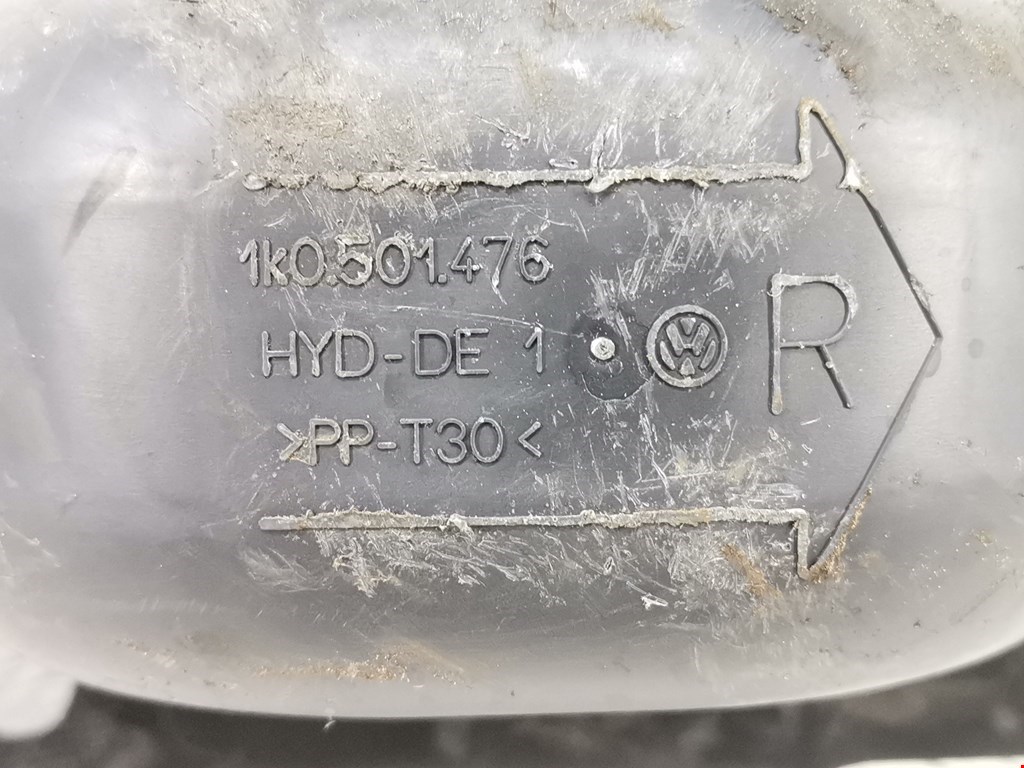 1k0.501.476
HYD-DE 1
>PP-T30<
R